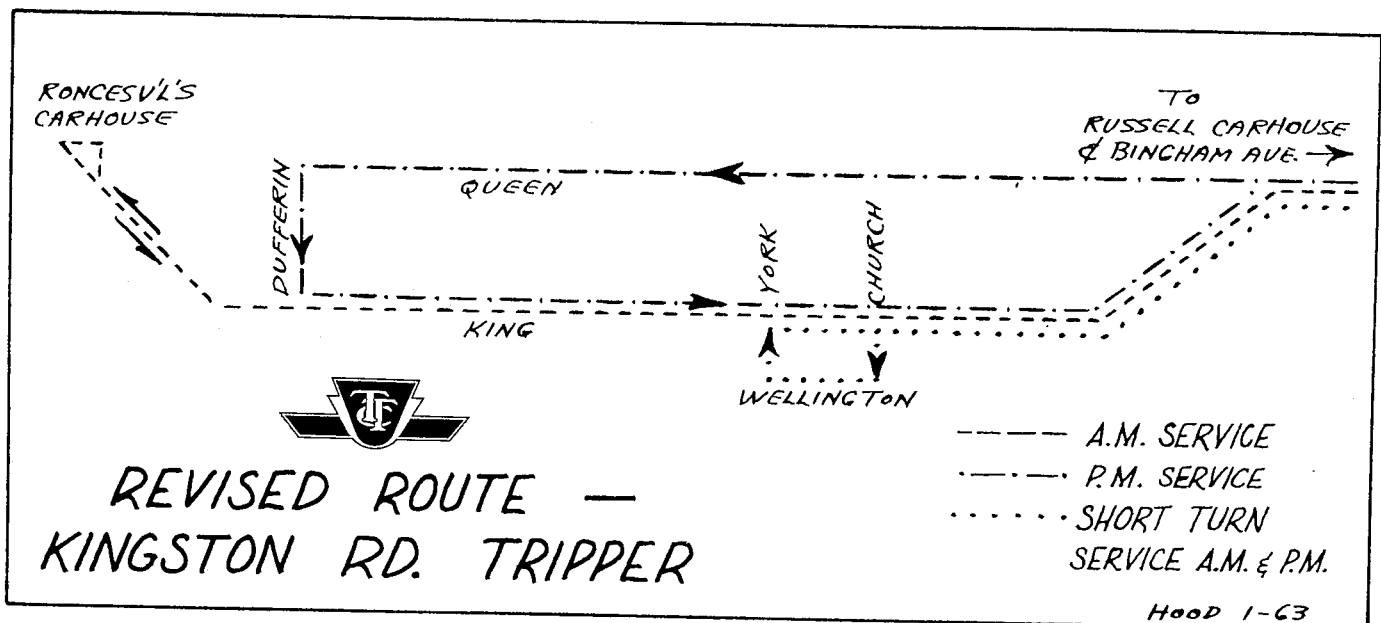 RONCESV'L'S
CARHOUSE
TO
RUSSELL CARHOUSE
& BINGHAM AVE.
DUFFERIN
QUEEN
YORK
CHURCH
KING
WELLINGTON
TTC
REVISED ROUTE —
KINGSTON RD. TRIPPER
A.M. SERVICE
P.M. SERVICE
SHORT TURN
SERVICE A.M. & P.M.
HOOD 1-63